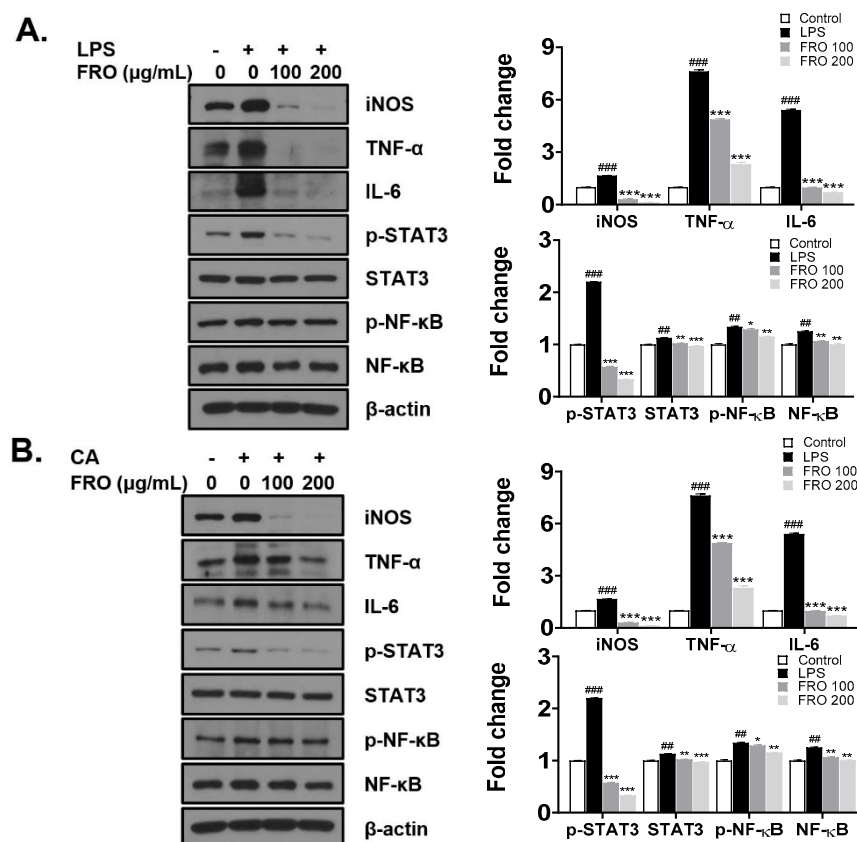 A.
LPS - + + +
FRO (µg/mL) 0 0 100 200
iNOS
TNF-α
IL-6
p-STAT3
STAT3
p-NF-κB
NF-κB
β-actin
Control
LPS
FRO 100
FRO 200
Fold change
9
6
3
0
###
*** ***
###
***
***
###
*** ***
iNOS TNF-α IL-6
Control
LPS
FRO 100
FRO 200
Fold change
3
2
1
0
###
***
***
## ** ***
## * **
## ** **
p-STAT3 STAT3 p-NF-κB NF-κB
B.
CA - + + +
FRO (µg/mL) 0 0 100 200
iNOS
TNF-α
IL-6
p-STAT3
STAT3
p-NF-κB
NF-κB
β-actin
Control
LPS
FRO 100
FRO 200
Fold change
9
6
3
0
###
*** ***
###
***
***
###
*** ***
iNOS TNF-α IL-6
Control
LPS
FRO 100
FRO 200
Fold change
3
2
1
0
###
***
***
## ** ***
## * **
## ** **
p-STAT3 STAT3 p-NF-κB NF-κB